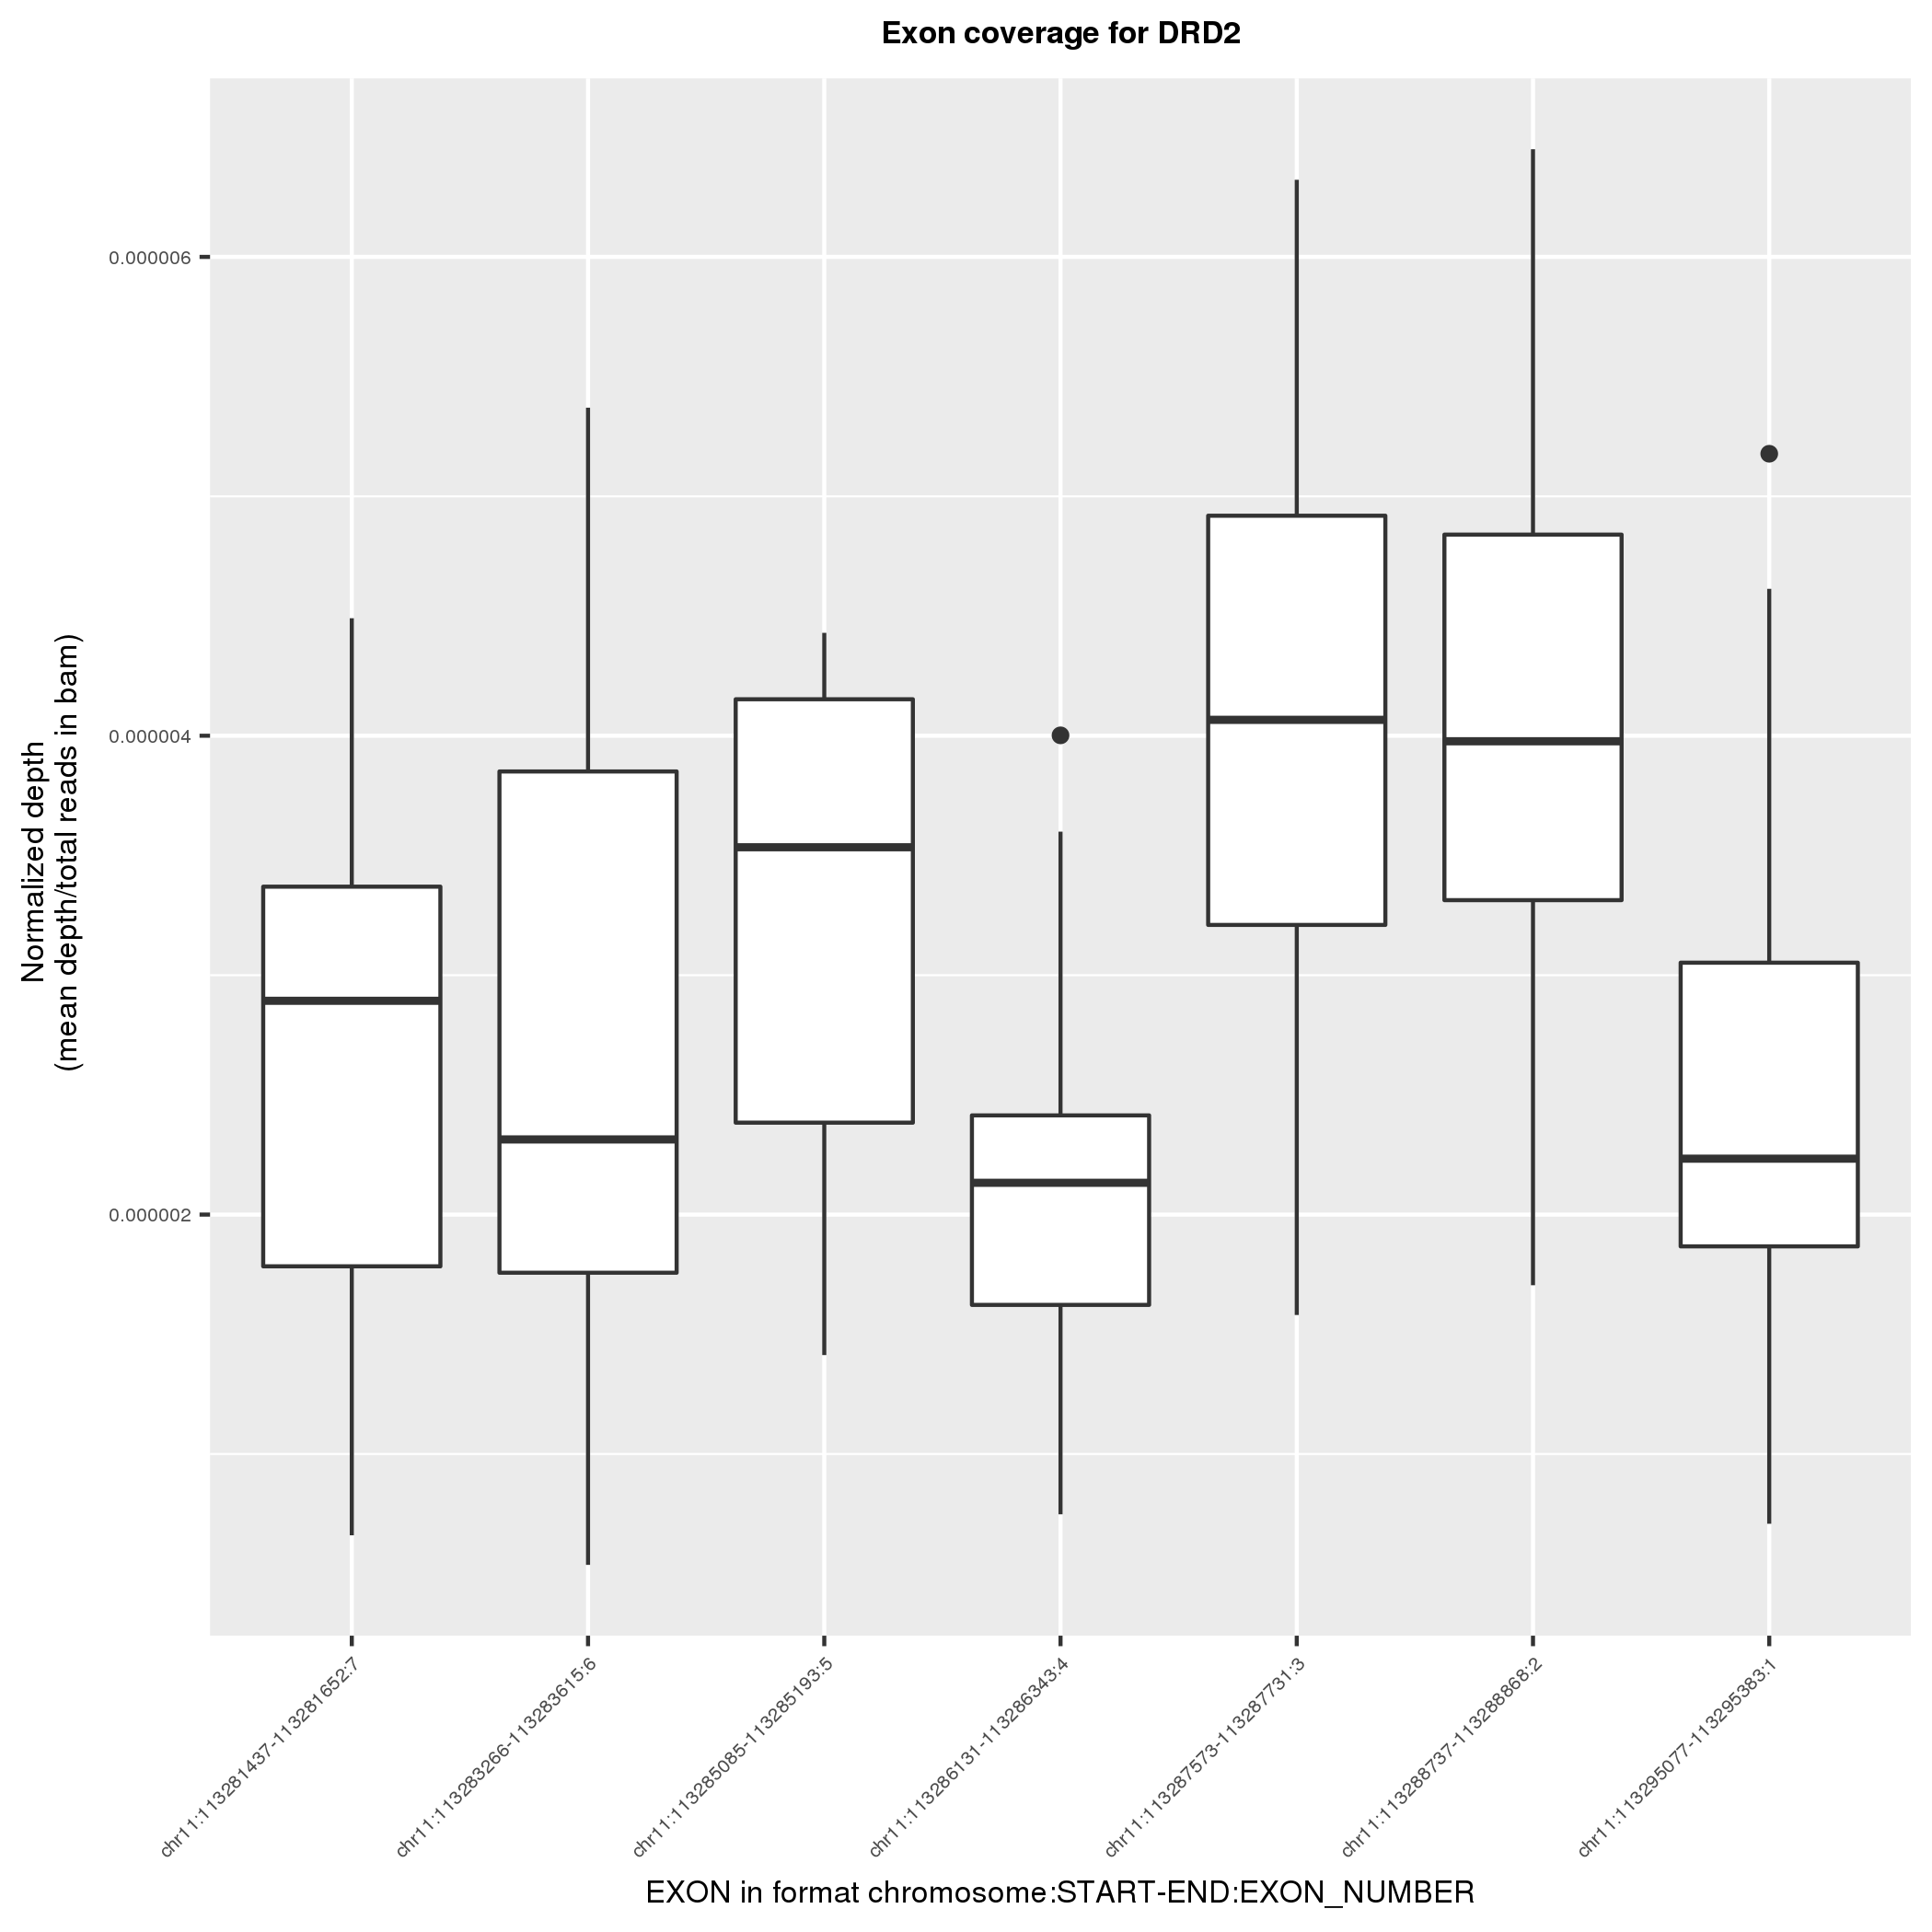 Exon coverage for DRD2
Normalized depth
(mean depth/total reads in bam)
0.000006
0.000004
0.000002
chr11:113281437-113281652:7
chr11:113283266-113283615:6
chr11:113285085-113285193:5
chr11:113286131-113286343:4
chr11:113287573-113287731:3
chr11:113288737-113288868:2
chr11:113295077-113295383:1
EXON in format chromosome:START-END:EXON_NUMBER